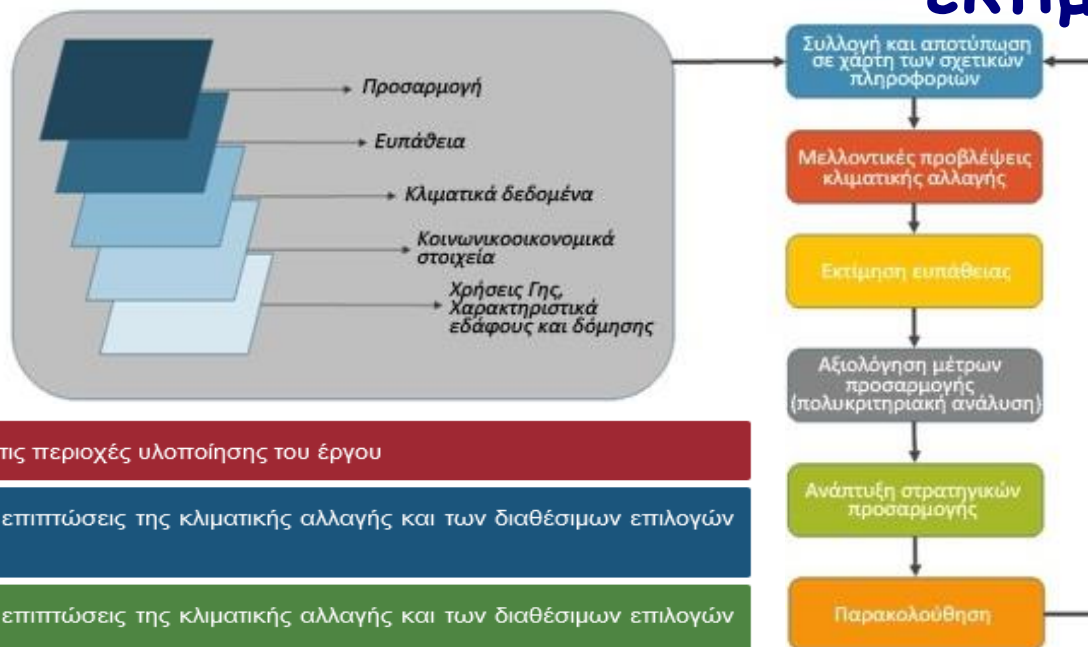 Προσαρμογή
Ευπάθεια
Κλιματικά δεδομένα
Κοινωνικοοικονομικά
στοιχεία
Χρήσεις Γης,
Χαρακτηριστικά
εδάφους και δόμησης
Συλλογή και αποτύπωση
σε χάρτη των σχετικών
πληροφοριών
Μελλοντικές προβλέψεις
κλιματικής αλλαγής
Εκτίμηση ευπάθειας
Αξιολόγηση μέτρων
προσαρμογής
(πολυκριτηριακή ανάλυση)
Ανάπτυξη στρατηγικών
προσαρμογής
Παρακολούθηση
τις περιοχές υλοποίησης του έργου
επιπτώσεις της κλιματικής αλλαγής και των διαθέσιμων επιλογών
επιπτώσεις της κλιματικής αλλαγής και των διαθέσιμων επιλογών